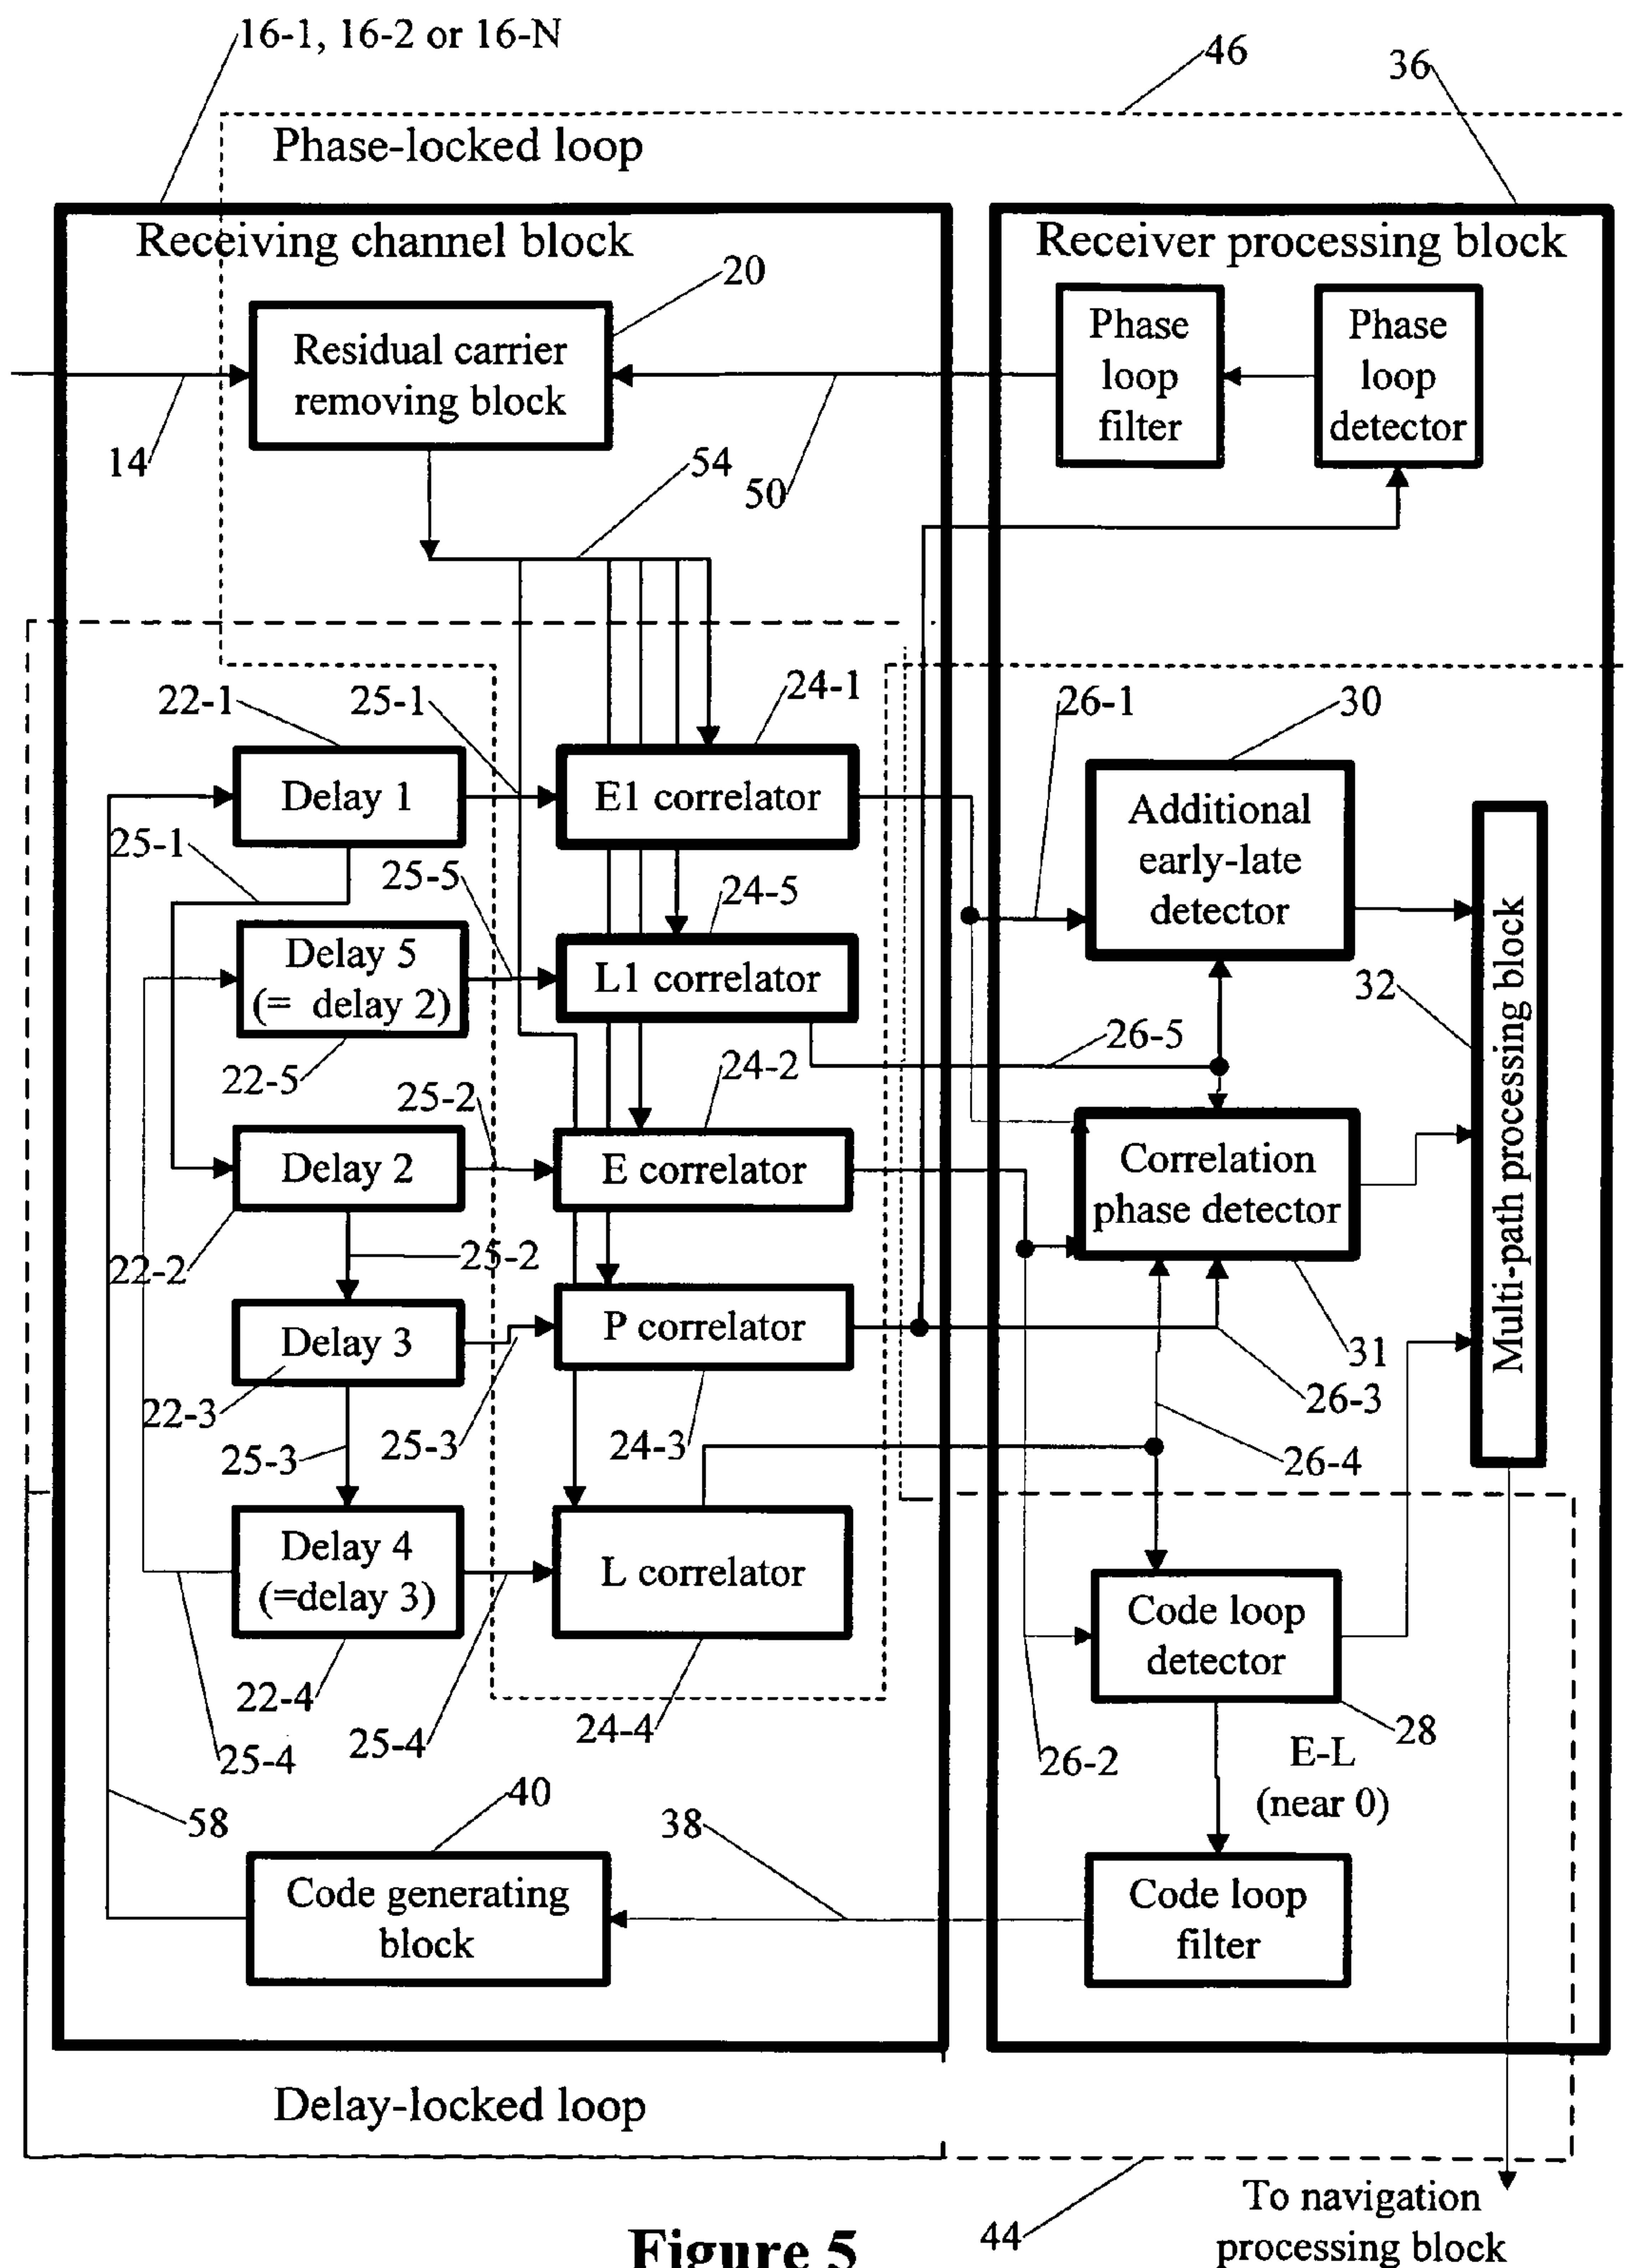 16-1, 16-2 or 16-N
46
36
Phase-locked loop
Receiving channel block
Receiver processing block
20
Residual carrier
removing block
Phase
loop
filter
Phase
loop
detector
14
54
50
22-1
25-1
24-1
26-1
30
Delay 1
E1 correlator
Additional
early-late
detector
25-1
25-5
24-5
Delay 5
(= delay 2)
L1 correlator
32
Multi-path processing block
22-5
24-2
26-5
25-2
Delay 2
E correlator
Correlation
phase detector
22-2
25-2
Delay 3
P correlator
31
22-3
25-3
25-3
24-3
26-3
26-4
Delay 4
(=delay 3)
L correlator
Code loop
detector
22-4
25-4
25-4
24-4
26-2
28
E-L
(near 0)
58
40
38
Code generating
block
Code loop
filter
Delay-locked loop
44
To navigation
processing block
Figure 5